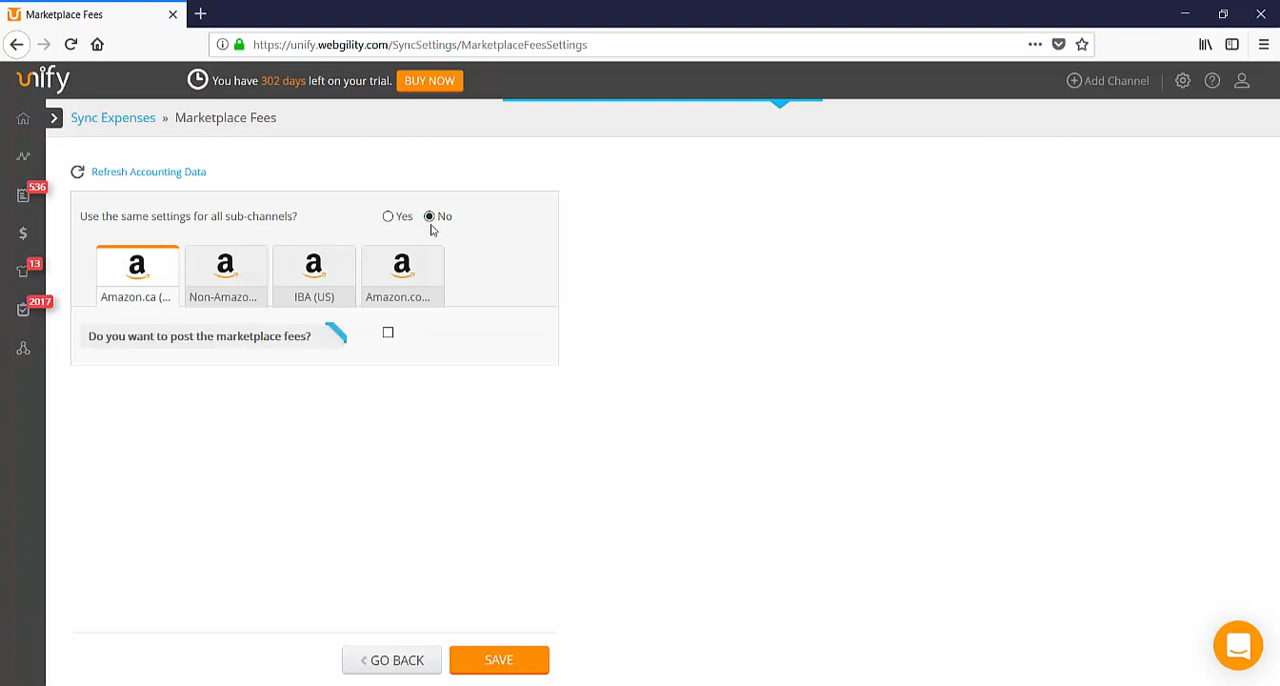 Marketplace Fees
https://unify.webgility.com/SyncSettings/MarketplaceFeesSettings
unify
You have 302 days left on your trial. BUY NOW
Add Channel
Sync Expenses » Marketplace Fees
Refresh Accounting Data
536
13
2017
Use the same settings for all sub-channels? Yes No
a a a a
Amazon.ca (... Non-Amazo... IBA (US) Amazon.co...
Do you want to post the marketplace fees?
GO BACK SAVE